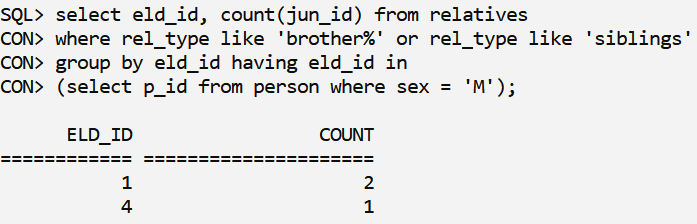 SQL> select eld_id, count(jun_id) from relatives
CON> where rel_type like 'brother%' or rel_type like 'siblings'
CON> group by eld_id having eld_id in
CON> (select p_id from person where sex = 'M');
ELD_ID COUNT
============ =====================
1 2
4 1